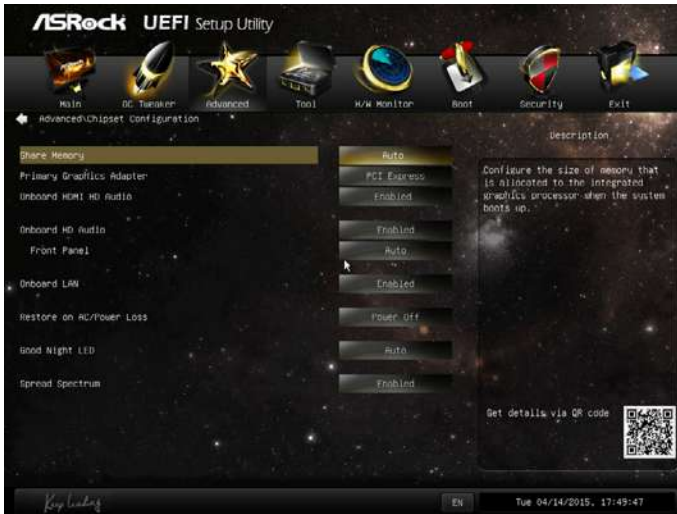 ASRock UEFI Setup Utility
Main OC Tweaker Advanced Tool H/W Monitor Boot Security Exit
Advanced\Chipset Configuration
Description
Share Memory Auto
Primary Graphics Adapter PCI Express
Onboard HDMI HD Audio Enabled
Configure the size of memory that
is allocated to the integrated
graphics processor when the system
boots up.
Onboard HD Audio Enabled
Front Panel Auto
Onboard LAN Enabled
Restore on AC/Power Loss Power Off
Good Night LED Auto
Spread Spectrum Enabled
Get details via QR code
Keep Leading
EN Tue 04/14/2015, 17:49:47